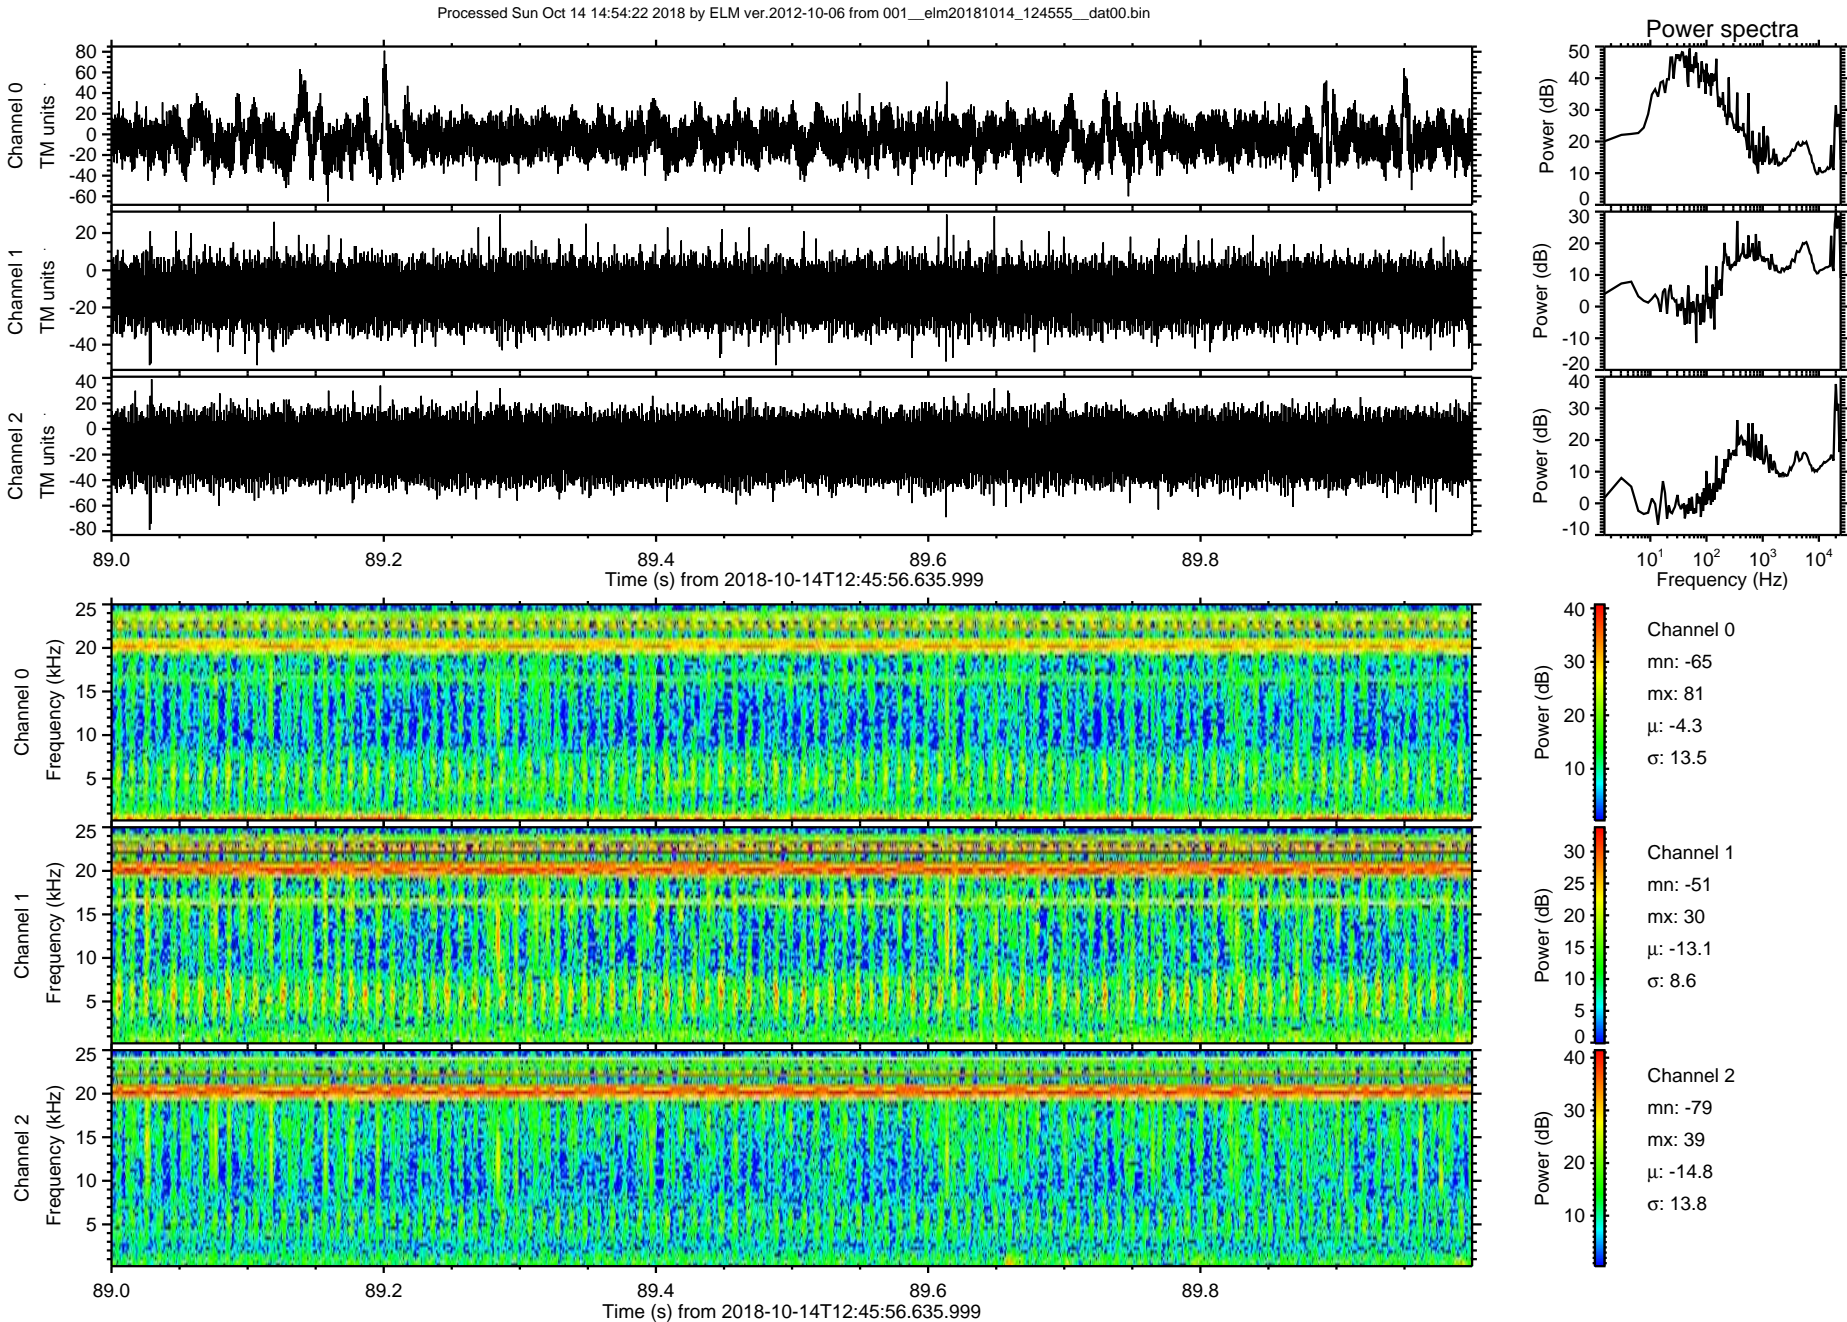 Processed Sun Oct 14 14:54:22 2018 by ELM ver.2012-10-06 from 001__elm20181014_124555__dat00.bin
Power spectra
Channel 0
TM units
80
60
40
20
0
-20
-40
-60
Power (dB)
50
40
30
20
10
0
Channel 1
TM units
20
0
-20
-40
Power (dB)
30
20
10
0
-10
-20
Channel 2
TM units
40
20
0
-20
-40
-60
-80
Power (dB)
40
30
20
10
0
-10
89.0 89.2 89.4 89.6 89.8
Time (s) from 2018-10-14T12:45:56.635.999
10^1 10^2 10^3 10^4
Frequency (Hz)
Channel 0
Frequency (kHz)
25
20
15
10
5
Power (dB)
40
30
20
10
Channel 0
mn: -65
mx: 81
μ: -4.3
σ: 13.5
Channel 1
Frequency (kHz)
25
20
15
10
5
Power (dB)
30
25
20
15
10
5
0
Channel 1
mn: -51
mx: 30
μ: -13.1
σ: 8.6
Channel 2
Frequency (kHz)
25
20
15
10
5
Power (dB)
40
30
20
10
Channel 2
mn: -79
mx: 39
μ: -14.8
σ: 13.8
89.0 89.2 89.4 89.6 89.8
Time (s) from 2018-10-14T12:45:56.635.999